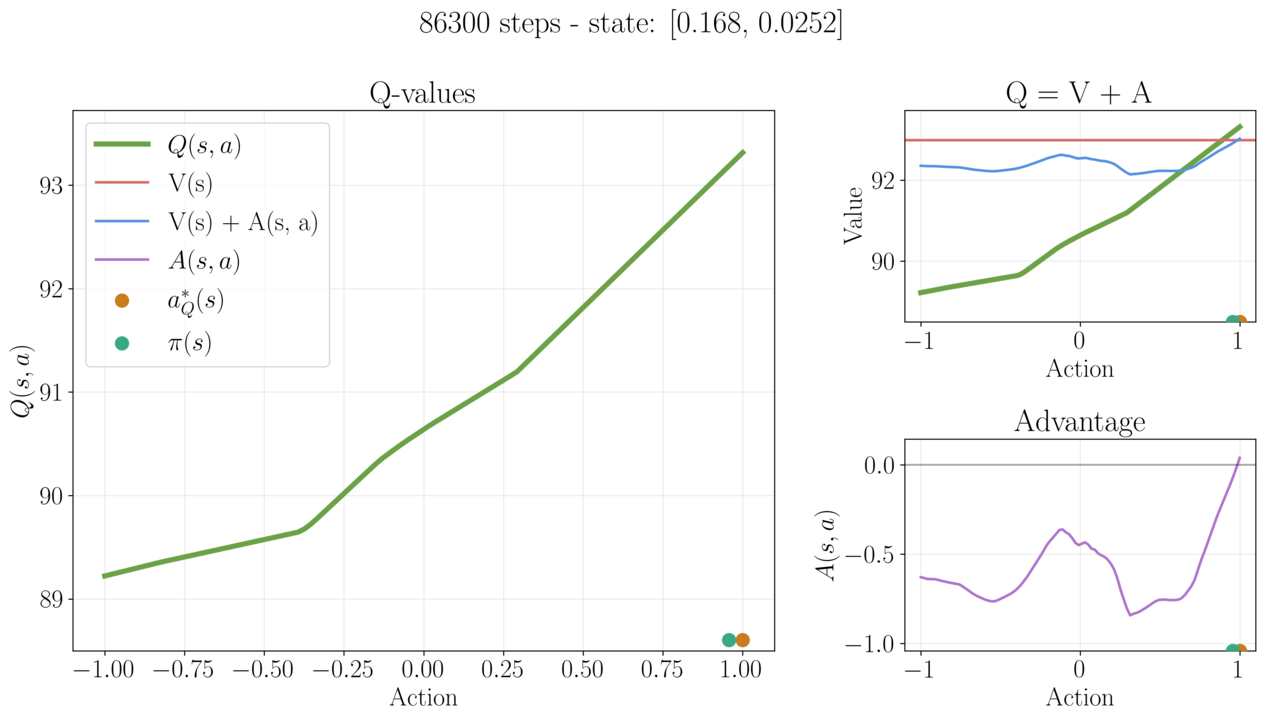 86300 steps - state: [0.168, 0.0252]
Q-values
Q(s, a)
V(s)
V(s) + A(s, a)
A(s, a)
a*Q(s)
π(s)
Q(s, a)
93
92
91
90
89
−1.00 −0.75 −0.50 −0.25 0.00 0.25 0.50 0.75 1.00
Action
Q = V + A
Value
92
90
−1 0 1
Action
Advantage
A(s, a)
0.0
−0.5
−1.0
−1 0 1
Action